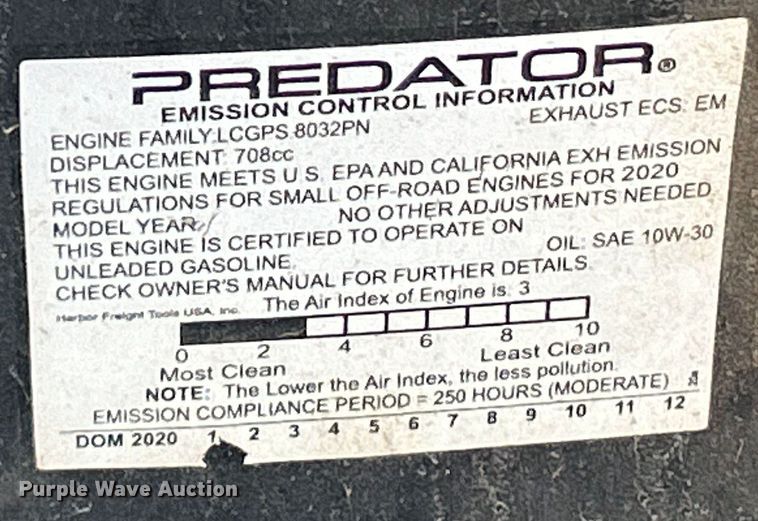 PREDATOR®
EMISSION CONTROL INFORMATION
ENGINE FAMILY:LCGPS.8032PN EXHAUST ECS: EM
DISPLACEMENT: 708cc
THIS ENGINE MEETS U.S. EPA AND CALIFORNIA EXH EMISSION
REGULATIONS FOR SMALL OFF-ROAD ENGINES FOR 2020
MODEL YEAR. NO OTHER ADJUSTMENTS NEEDED.
THIS ENGINE IS CERTIFIED TO OPERATE ON
UNLEADED GASOLINE. OIL: SAE 10W-30
CHECK OWNER'S MANUAL FOR FURTHER DETAILS.
Harbor Freight Tools USA, Inc. The Air Index of Engine is: 3
0 2 4 6 8 10
Most Clean Least Clean
NOTE: The Lower the Air Index, the less pollution.
EMISSION COMPLIANCE PERIOD = 250 HOURS (MODERATE)
DOM 2020 1 2 3 4 5 6 7 8 9 10 11 12
Purple Wave Auction